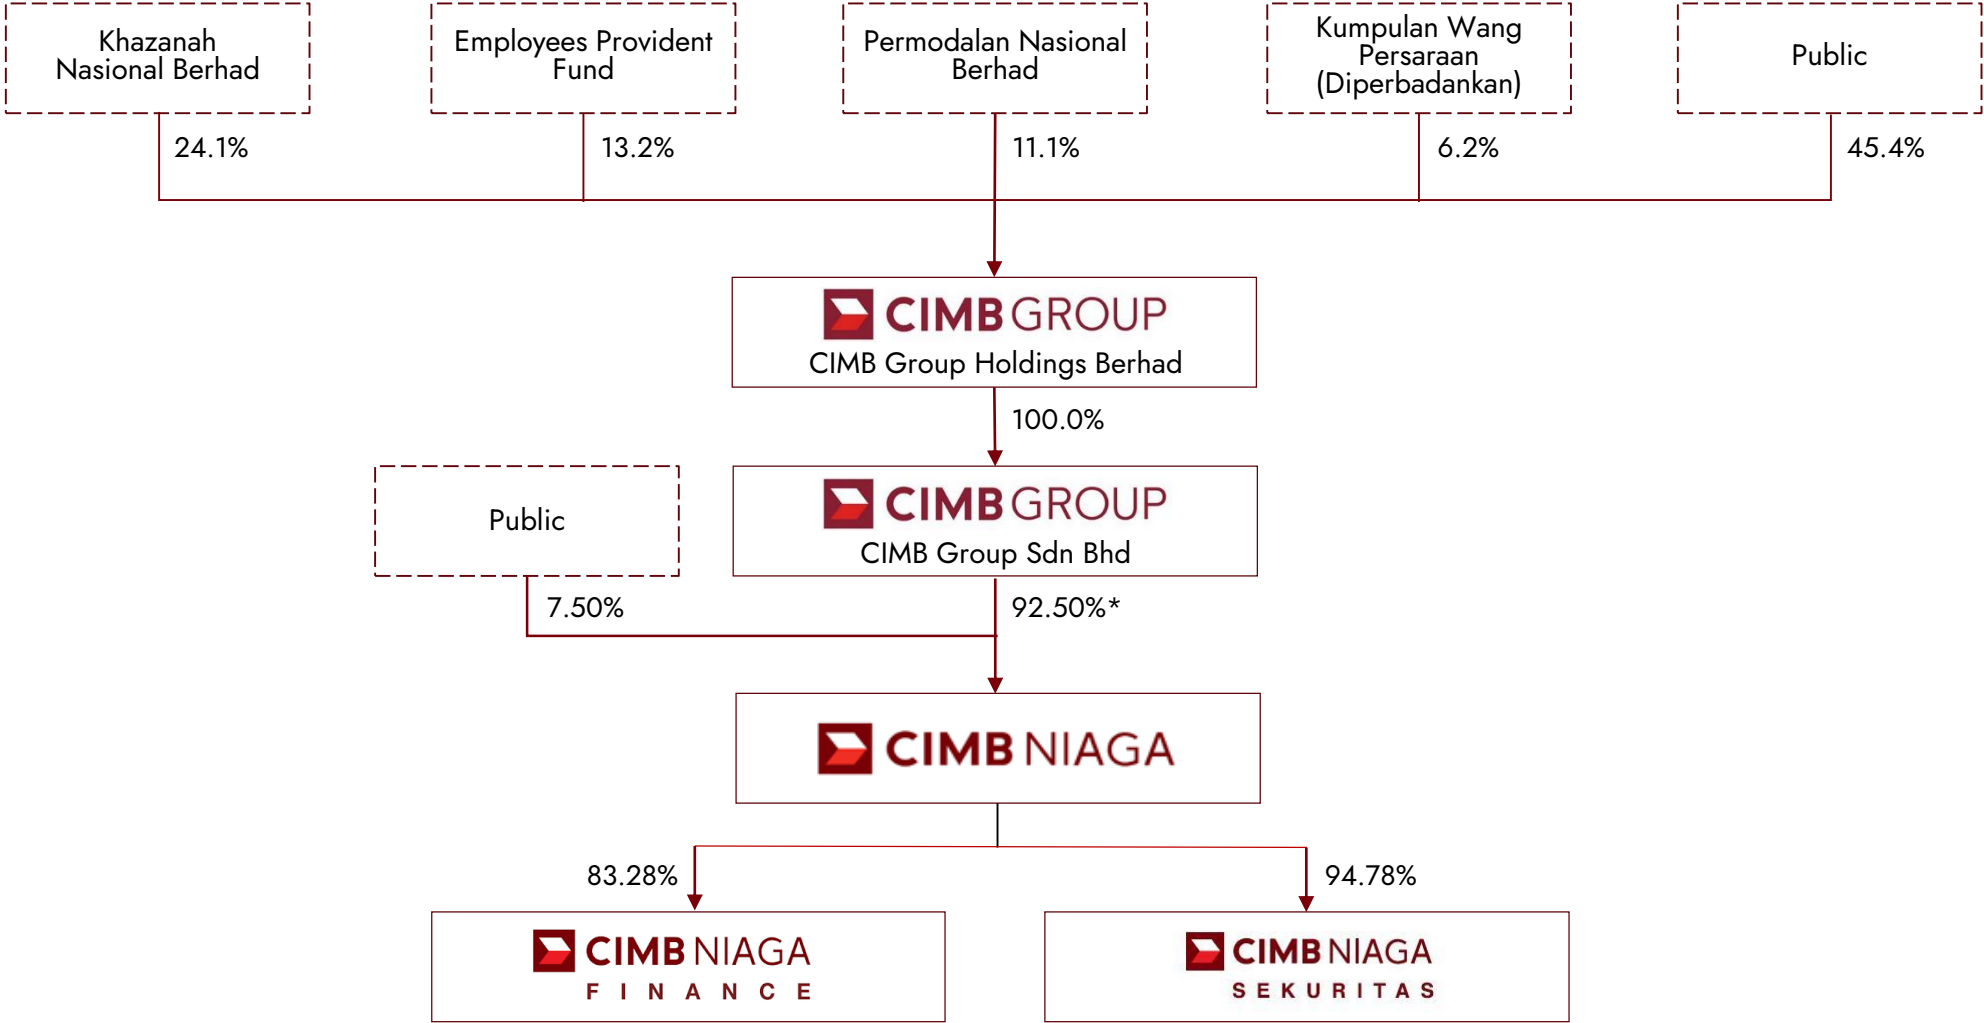 Khazanah
Nasional Berhad
Employees Provident
Fund
Permodalan Nasional
Berhad
Kumpulan Wang
Persaraan
(Diperbadankan)
Public
24.1%
13.2%
11.1%
6.2%
45.4%
CIMB GROUP
CIMB Group Holdings Berhad
100.0%
Public
CIMB GROUP
CIMB Group Sdn Bhd
7.50%
92.50%*
CIMB NIAGA
83.28%
94.78%
CIMB NIAGA
FINANCE
CIMB NIAGA
SEKURITAS